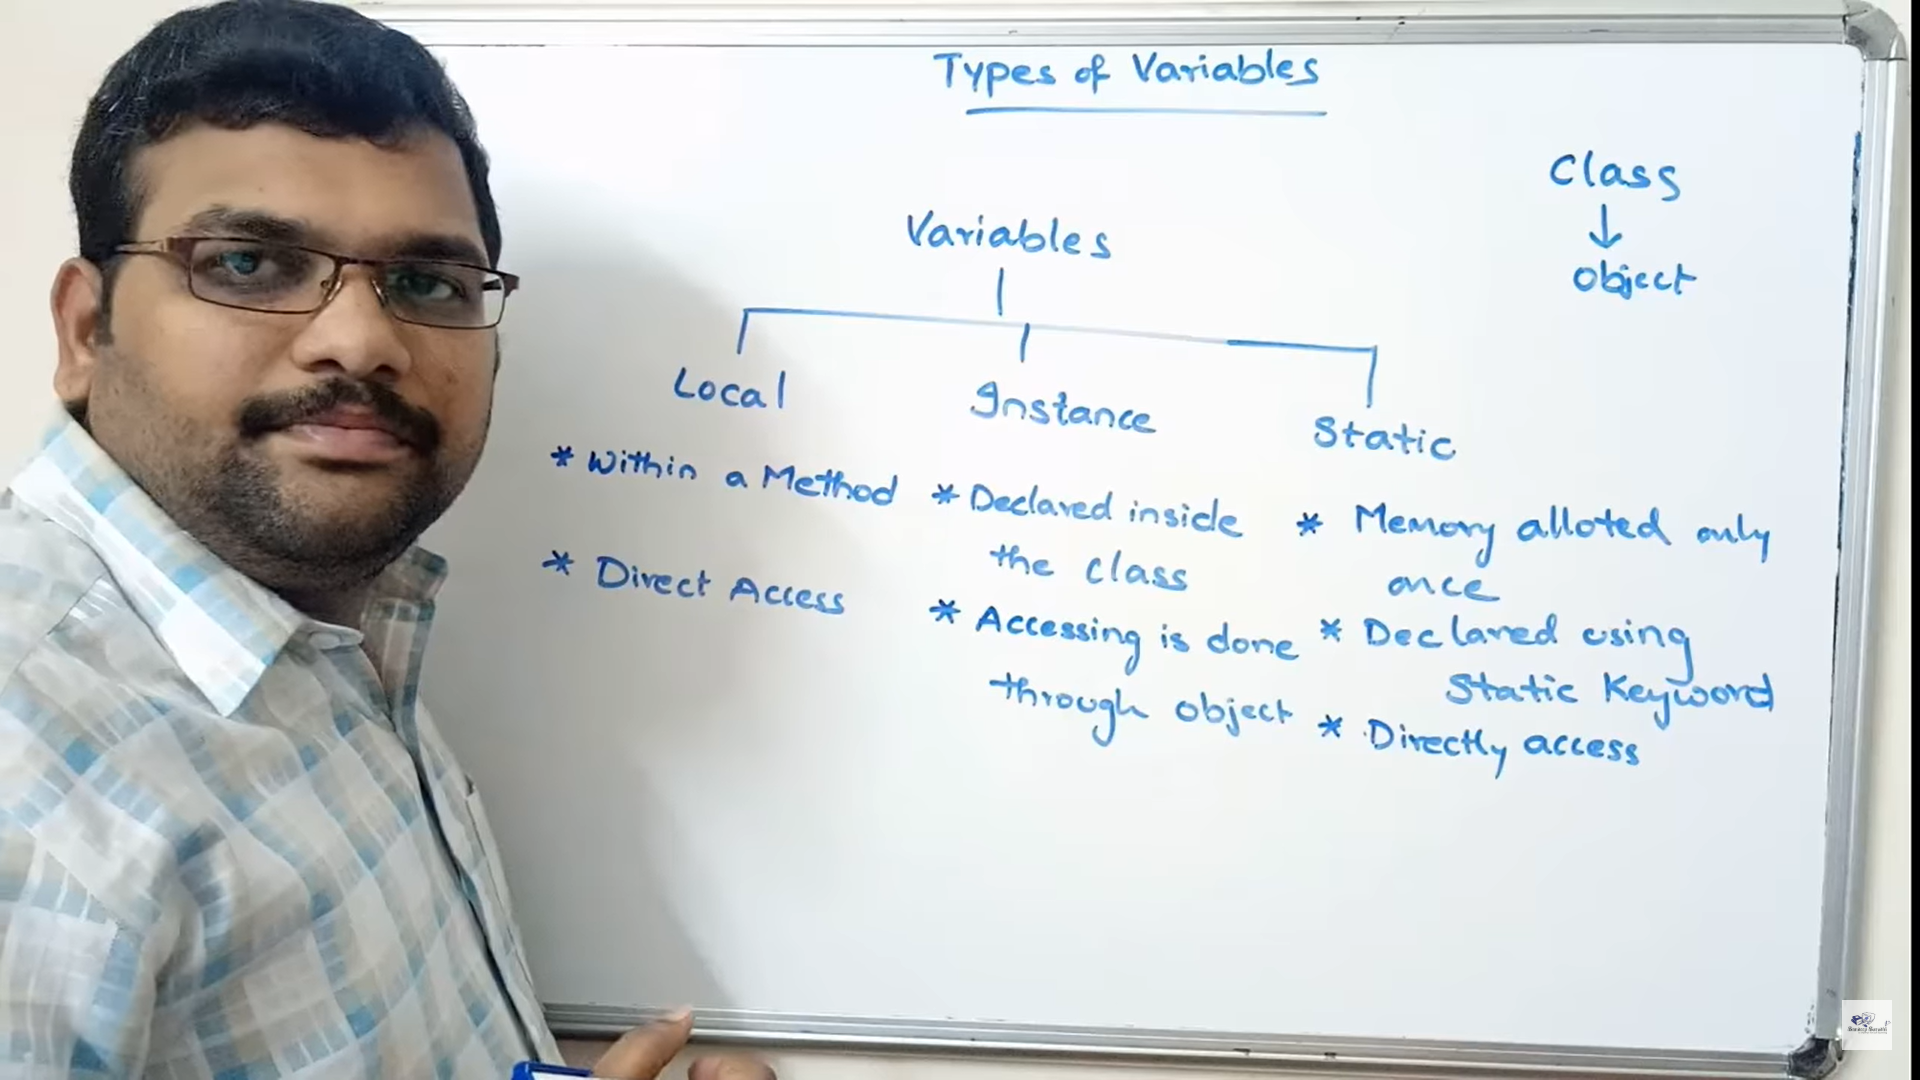 Types of Variables
Class
↓
object
Variables
Local
Instance
Static
* Within a Method
* Direct Access
* Declared inside
the class
* Accessing is done
through object
* Memory alloted only
once
* Declared using
Static Keyword
* Directly access